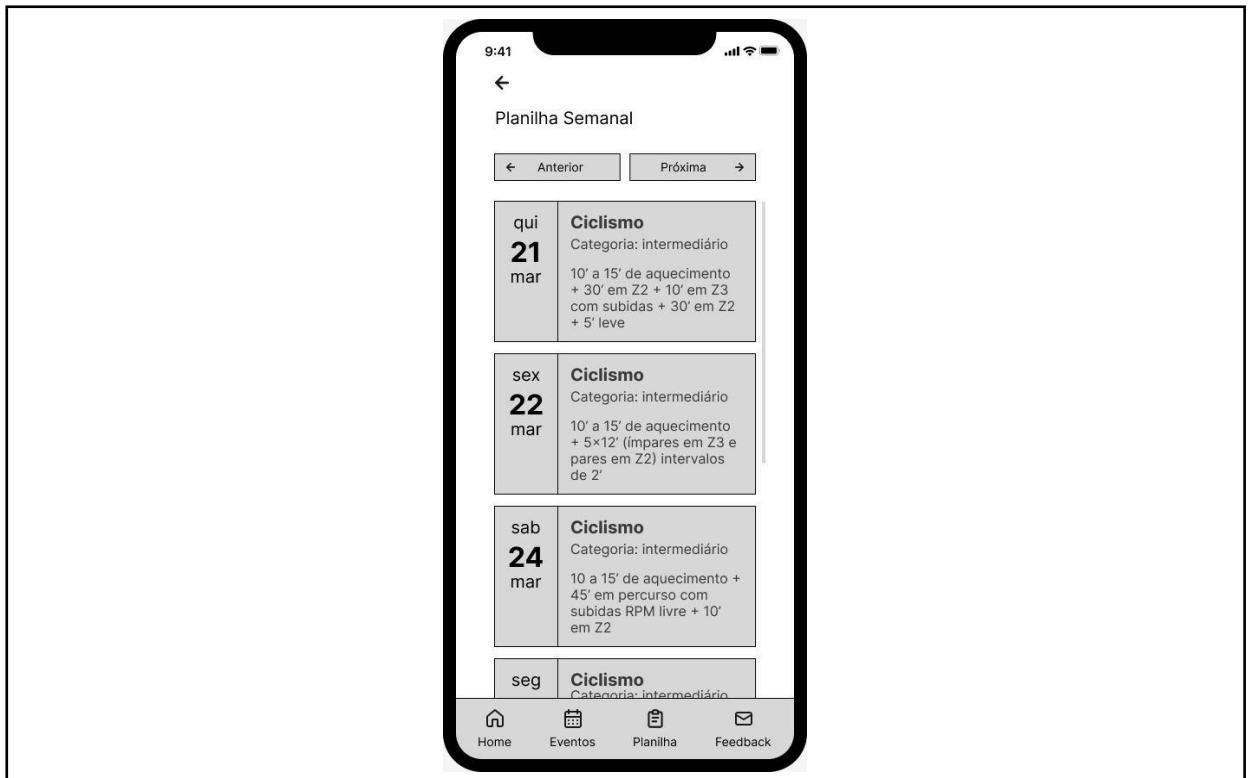 9:41
Planilha Semanal
← Anterior
Próxima →
qui
21
mar
Ciclismo
Categoria: intermediário
10’ a 15’ de aquecimento
+ 30’ em Z2 + 10’ em Z3
com subidas + 30’ em Z2
+ 5’ leve
sex
22
mar
Ciclismo
Categoria: intermediário
10’ a 15’ de aquecimento
+ 5×12’ (ímpares em Z3 e
pares em Z2) intervalos
de 2’
sab
24
mar
Ciclismo
Categoria: intermediário
10 a 15’ de aquecimento +
45’ em percurso com
subidas RPM livre + 10’
em Z2
seg
Ciclismo
Categoria: intermediário
Home
Eventos
Planilha
Feedback